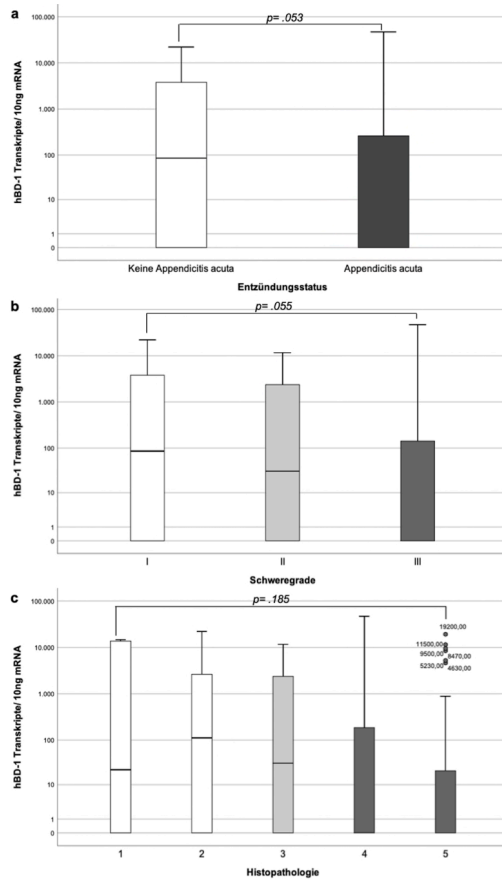 a
p= .053
hBD-1 Transkripte/ 10ng mRNA
100.000
10.000
1.000
100
10
1
0
Keine Appendicitis acuta
Appendicitis acuta
Entzündungsstatus
b
p= .055
hBD-1 Transkripte/ 10ng mRNA
100.000
10.000
1.000
100
10
1
0
I
II
III
Schweregrade
c
p= .185
hBD-1 Transkripte/ 10ng mRNA
100.000
10.000
1.000
100
10
1
0
19200,00
11500,00
9500,00 8470,00
5230,00 4630,00
1
2
3
4
5
Histopathologie